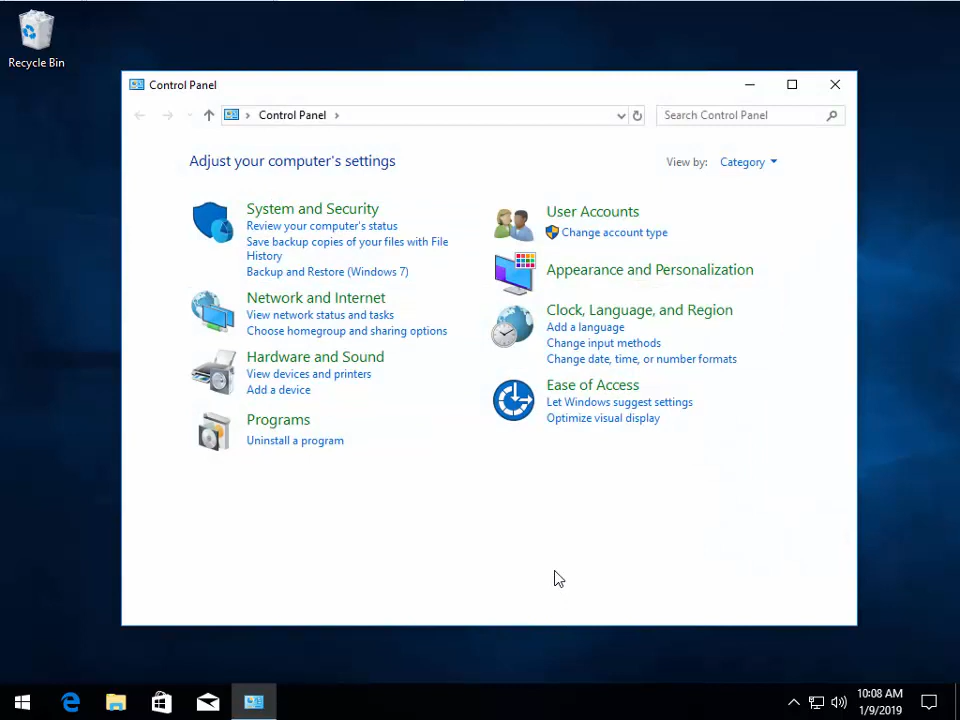 Recycle Bin
Control Panel
Control Panel
Search Control Panel
Adjust your computer's settings
View by: Category
System and Security
Review your computer's status
Save backup copies of your files with File
History
Backup and Restore (Windows 7)
Network and Internet
View network status and tasks
Choose homegroup and sharing options
Hardware and Sound
View devices and printers
Add a device
Programs
Uninstall a program
User Accounts
Change account type
Appearance and Personalization
Clock, Language, and Region
Add a language
Change input methods
Change date, time, or number formats
Ease of Access
Let Windows suggest settings
Optimize visual display
10:08 AM
1/9/2019